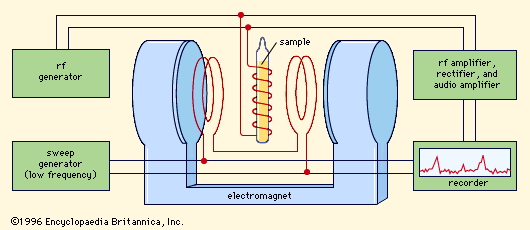 rf
generator
sample
rf amplifier,
rectifier, and
audio amplifier
sweep
generator
(low frequency)
recorder
electromagnet
©1996 Encyclopaedia Britannica, Inc.